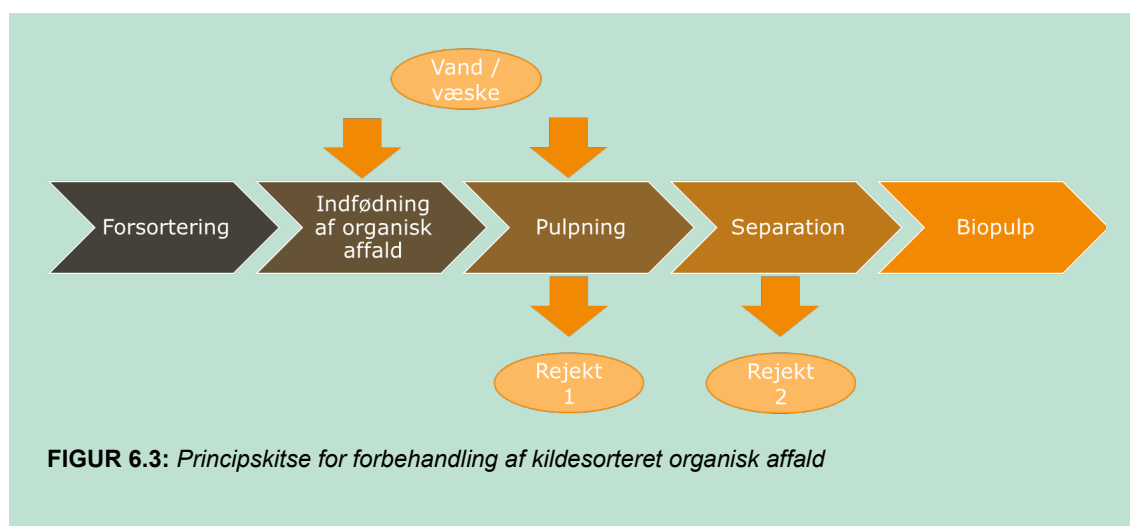 Vand /
væske
Forsortering
Indfødning
af organisk
affald
Pulpning
Separation
Biopulp
Rejekt
1
Rejekt
2
FIGUR 6.3: Principskitse for forbehandling af kildesorteret organisk affald